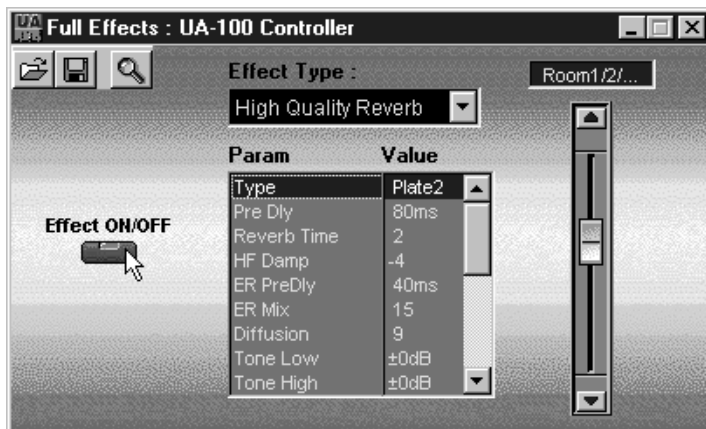 Full Effects : UA-100 Controller
Effect Type :
Room1/2/...
High Quality Reverb
Param Value
Type Plate2
Pre Dly 80ms
Reverb Time 2
HF Damp -4
ER PreDly 40ms
ER Mix 15
Diffusion 9
Tone Low ±0dB
Tone High ±0dB
Effect ON/OFF